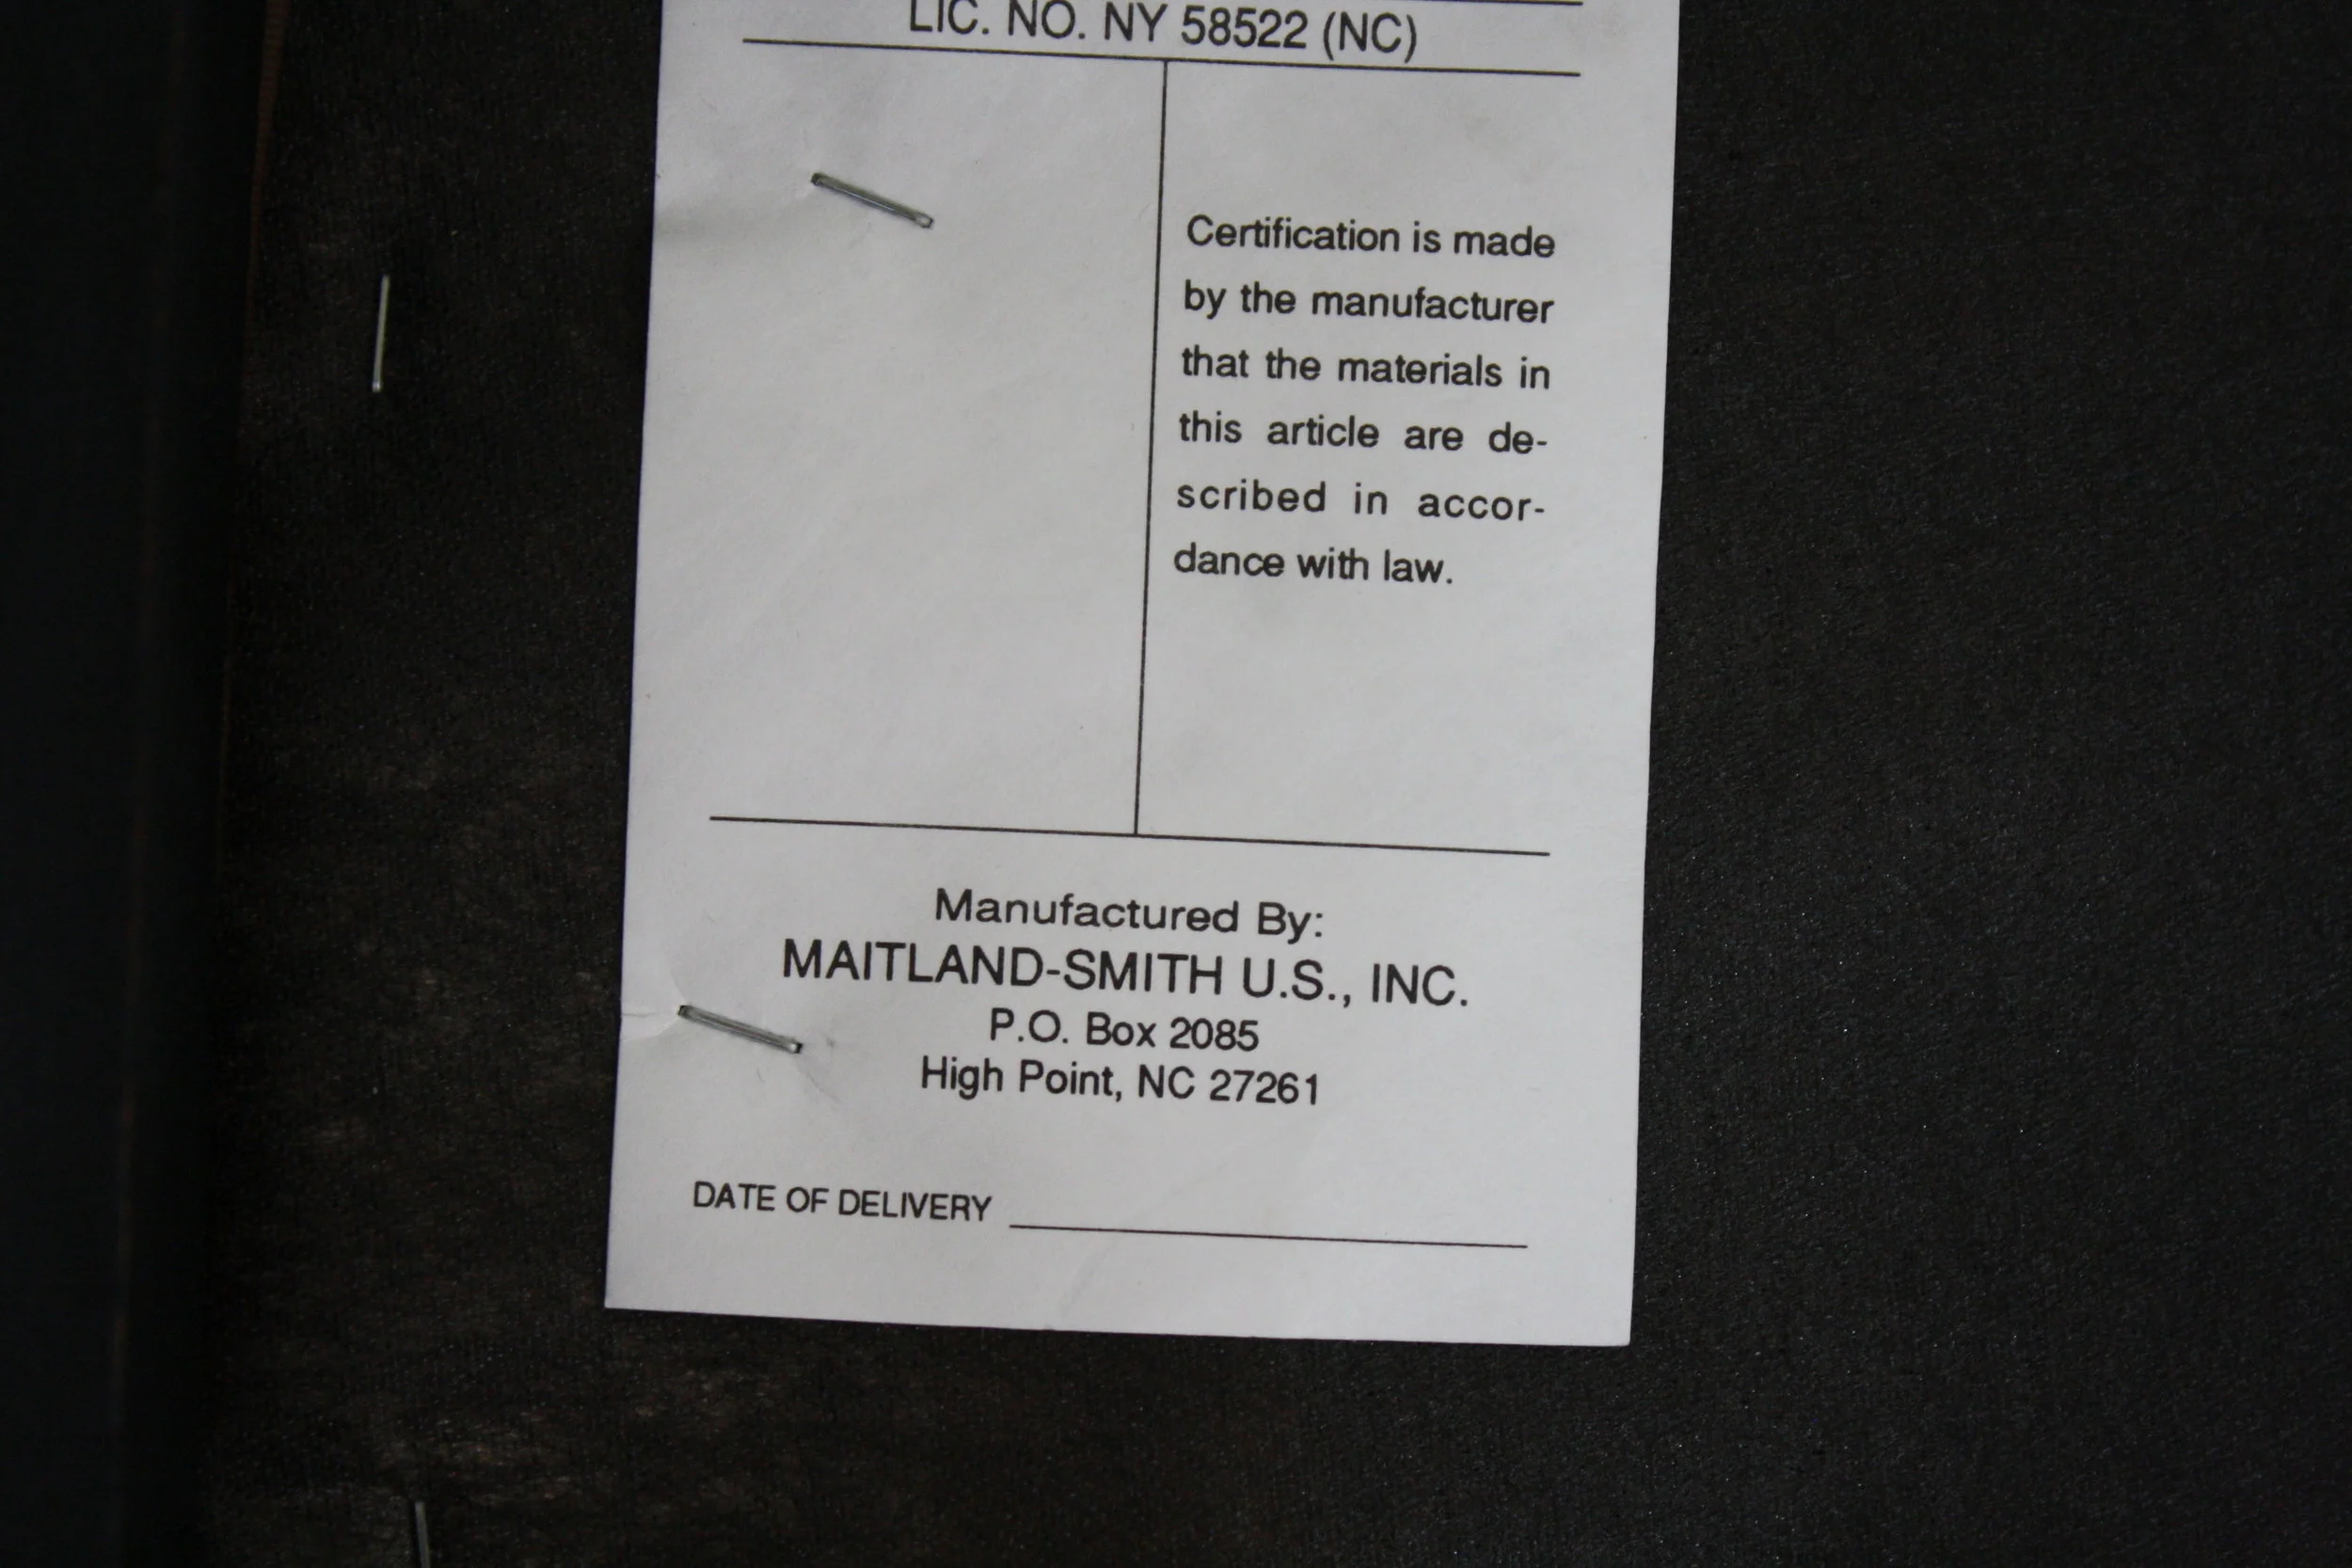 LIC. NO. NY 58522 (NC)
Certification is made
by the manufacturer
that the materials in
this article are de-
scribed in accor-
dance with law.
Manufactured By:
MAITLAND-SMITH U.S., INC.
P.O. Box 2085
High Point, NC 27261
DATE OF DELIVERY